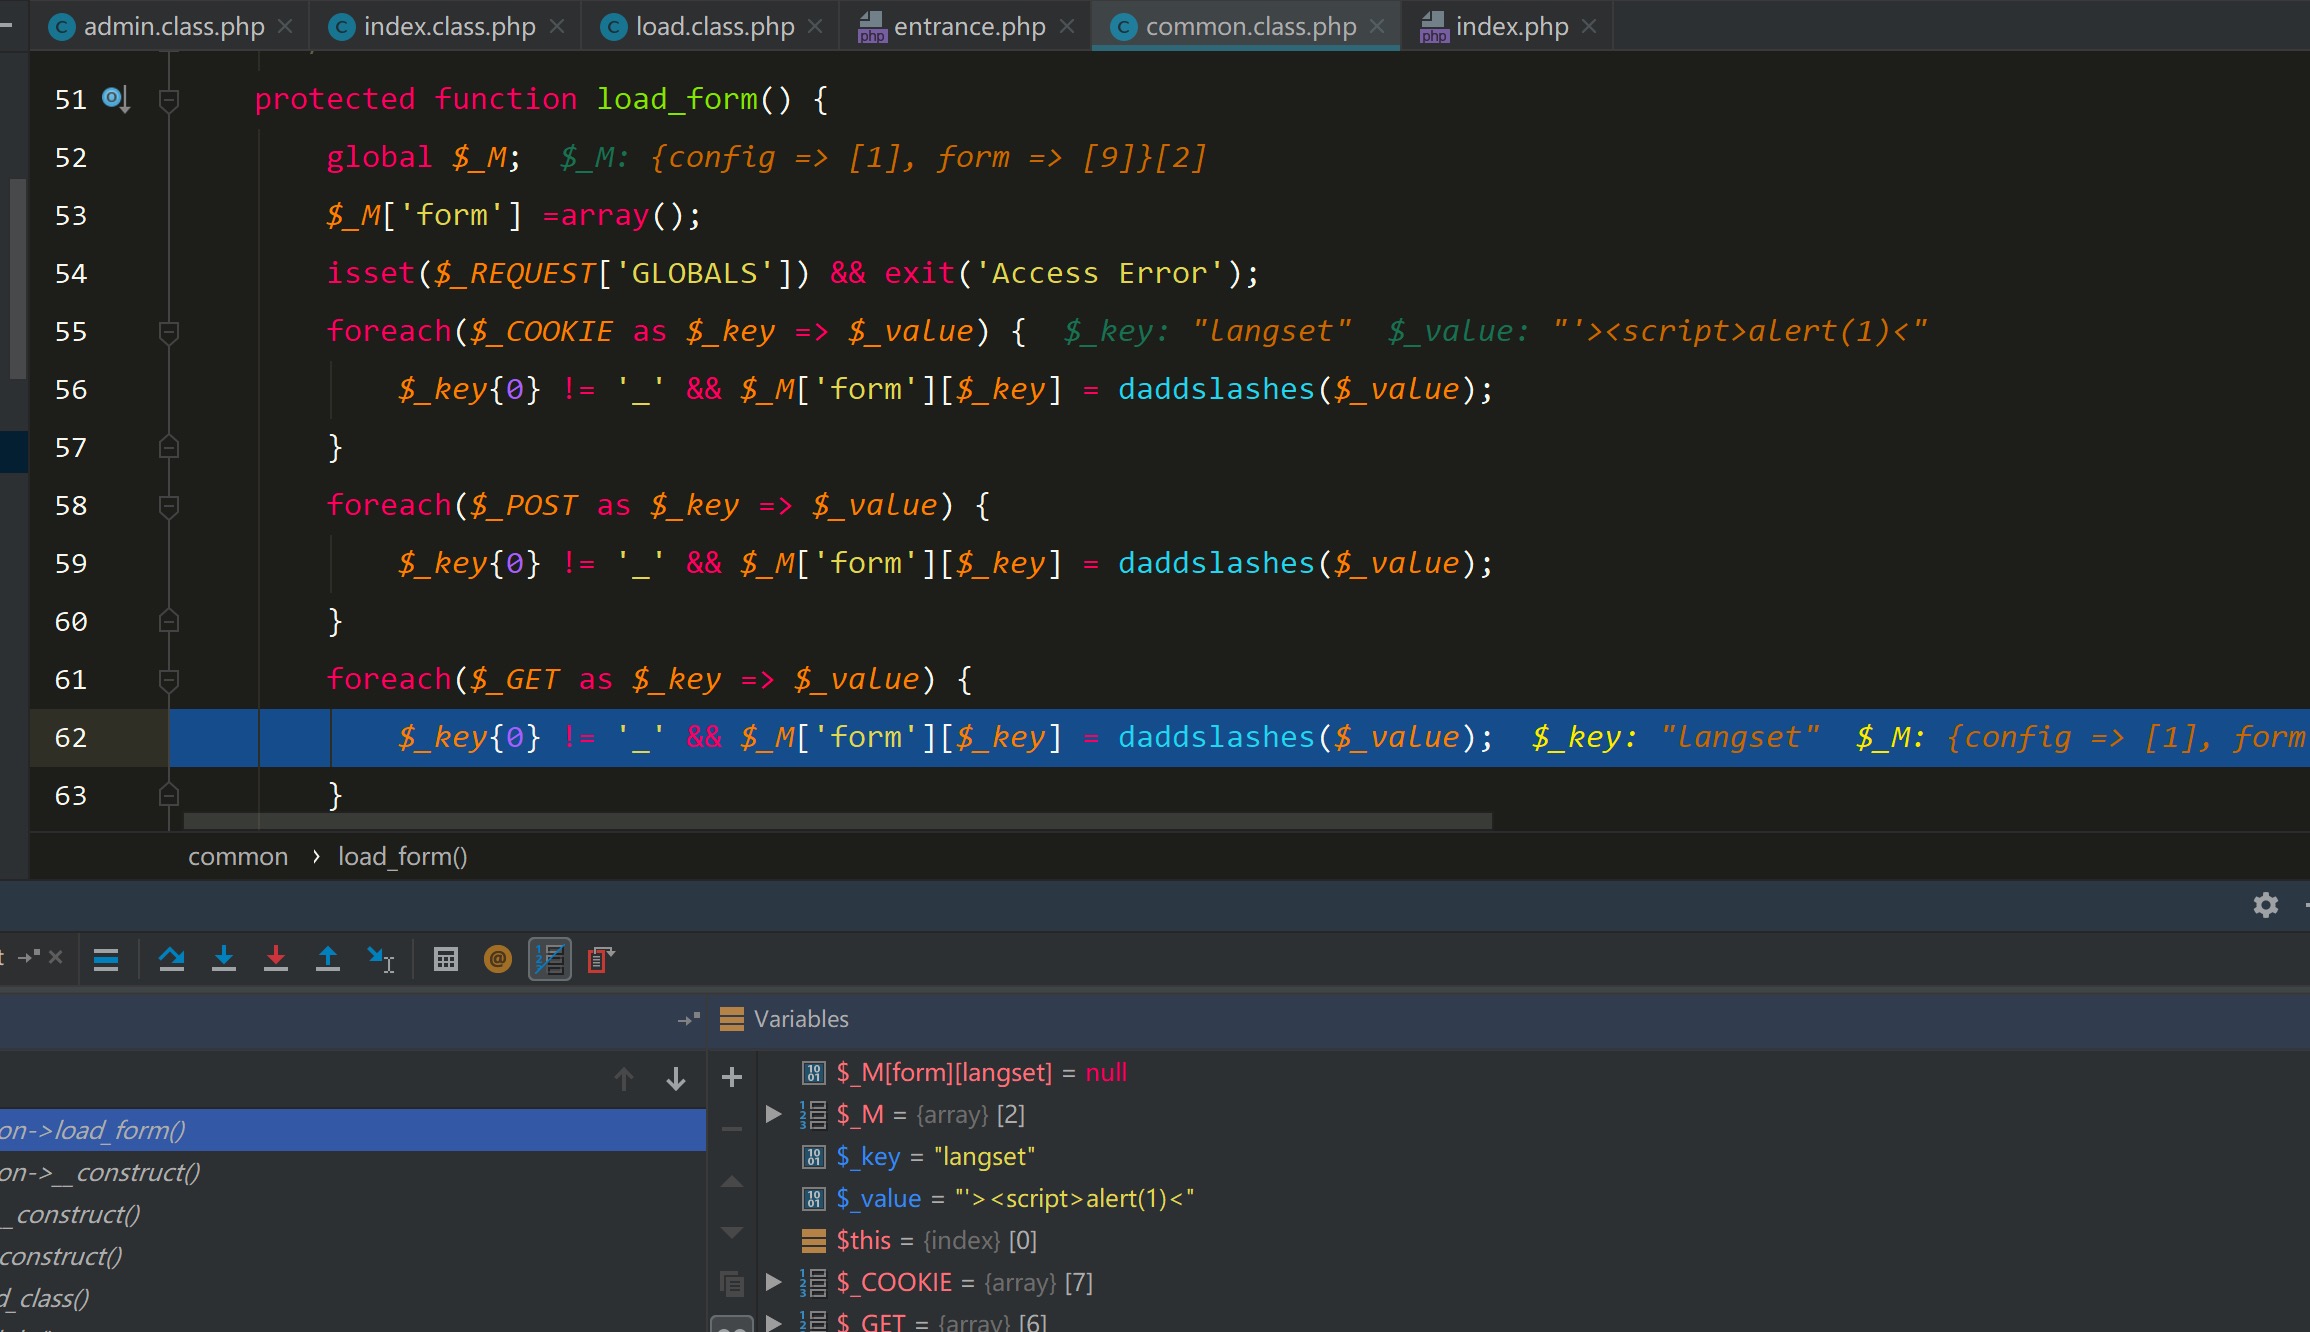 admin.class.php index.class.php load.class.php entrance.php common.class.php index.php
51 protected function load_form() {
52 global $_M; $_M: {config => [1], form => [9]}[2]
53 $_M['form'] =array();
54 isset($_REQUEST['GLOBALS']) && exit('Access Error');
55 foreach($_COOKIE as $_key => $_value) { $_key: "langset" $_value: "'><script>alert(1)<"
56 $_key{0} != '_' && $_M['form'][$_key] = daddslashes($_value);
57 }
58 foreach($_POST as $_key => $_value) {
59 $_key{0} != '_' && $_M['form'][$_key] = daddslashes($_value);
60 }
61 foreach($_GET as $_key => $_value) {
62 $_key{0} != '_' && $_M['form'][$_key] = daddslashes($_value); $_key: "langset" $_M: {config => [1], form
63 }
common › load_form()
Variables
$_M[form][langset] = null
$_M = {array} [2]
$_key = "langset"
$_value = "'><script>alert(1)<"
$this = {index} [0]
$_COOKIE = {array} [7]
$_GET = {array} [6]
on->load_form()
on->__construct()
_construct()
construct()
d_class()